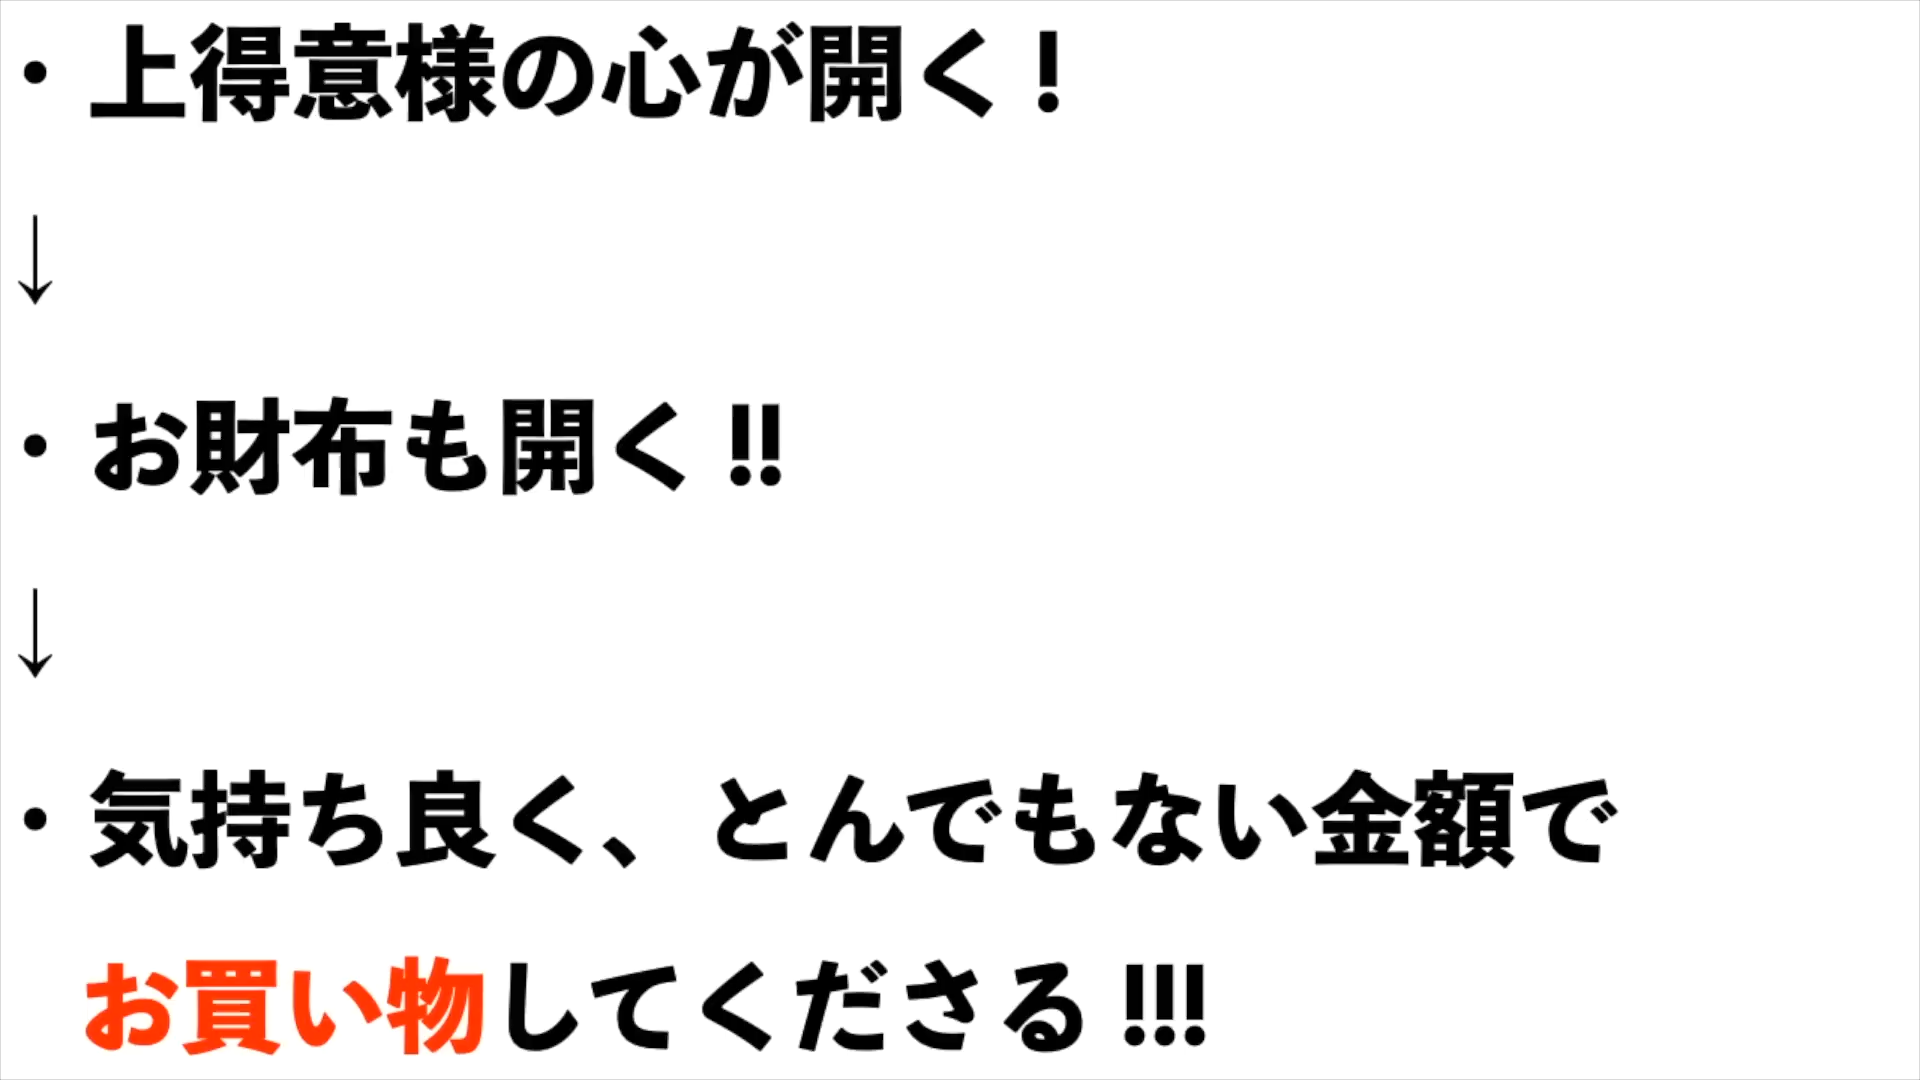 ・上得意様の心が開く！
↓
・お財布も開く!!
↓
・気持ち良く、とんでもない金額で
お買い物してくださる!!!